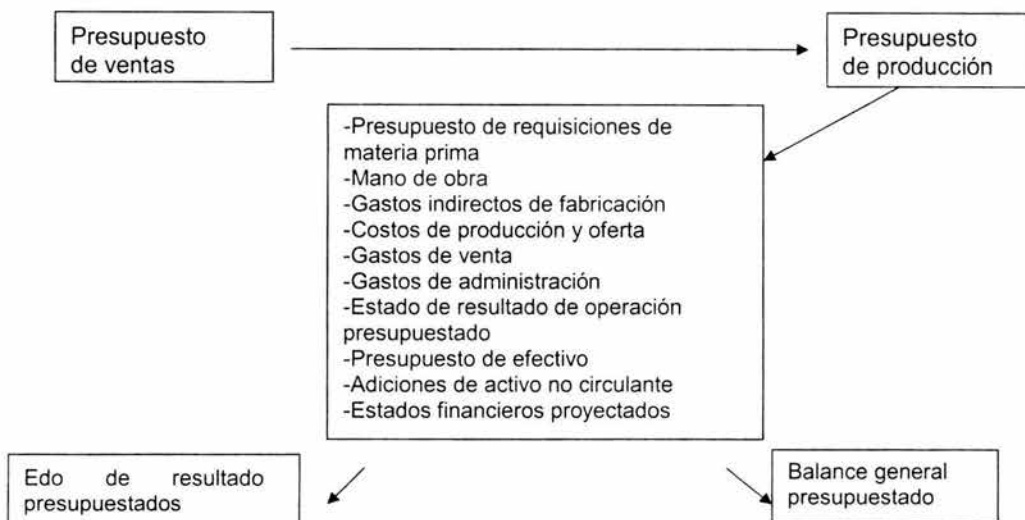 Presupuesto
de ventas
Presupuesto
de producción
-Presupuesto de requisiciones de
materia prima
-Mano de obra
-Gastos indirectos de fabricación
-Costos de producción y oferta
-Gastos de venta
-Gastos de administración
-Estado de resultado de operación
presupuestado
-Presupuesto de efectivo
-Adiciones de activo no circulante
-Estados financieros proyectados
Edo de resultado
presupuestados
Balance general
presupuestado